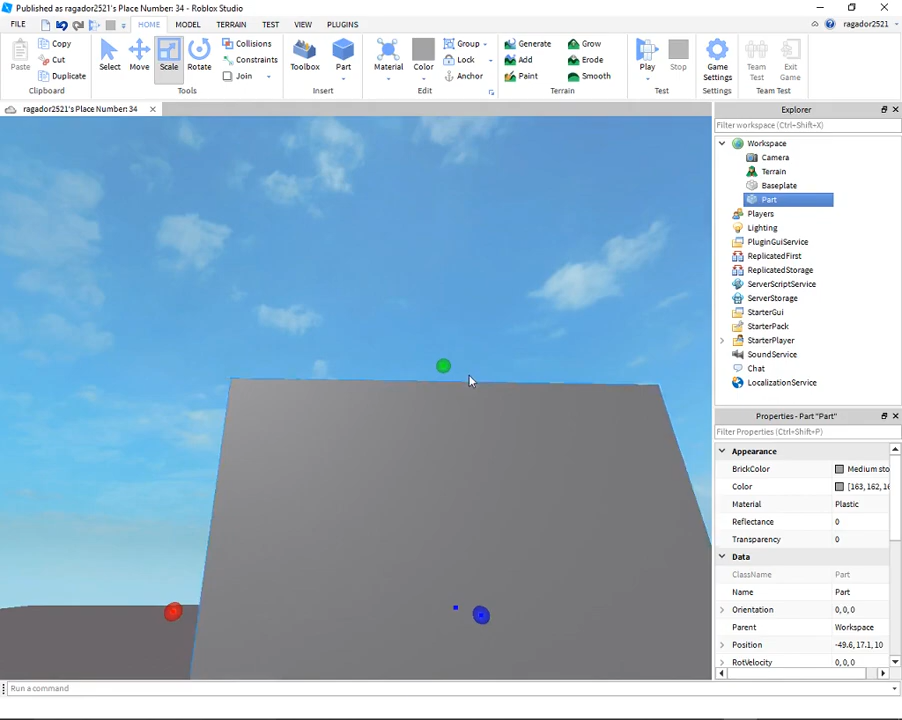 Published as ragador2521's Place Number: 34 - Roblox Studio
FILE HOME MODEL TERRAIN TEST VIEW PLUGINS ragador2521
Paste Copy Cut Duplicate Clipboard
Select Move Scale Rotate Collisions Constraints Join Tools
Toolbox Part Insert
Material Color Group Lock Anchor Edit
Generate Add Paint Grow Erode Smooth Terrain
Play Stop Test
Game Settings Settings
Team Test Exit Game Team Test
ragador2521's Place Number: 34
Explorer
Filter workspace (Ctrl+Shift+X)
Workspace
Camera
Terrain
Baseplate
Part
Players
Lighting
PluginGuiService
ReplicatedFirst
ReplicatedStorage
ServerScriptService
ServerStorage
StarterGui
StarterPack
StarterPlayer
SoundService
Chat
LocalizationService
Properties - Part "Part"
Filter Properties (Ctrl+Shift+P)
Appearance
BrickColor Medium sto
Color [163, 162, 16
Material Plastic
Reflectance 0
Transparency 0
Data
ClassName Part
Name Part
Orientation 0,0,0
Parent Workspace
Position -49.6, 17.1, 10
RotVelocity 0,0,0
Run a command